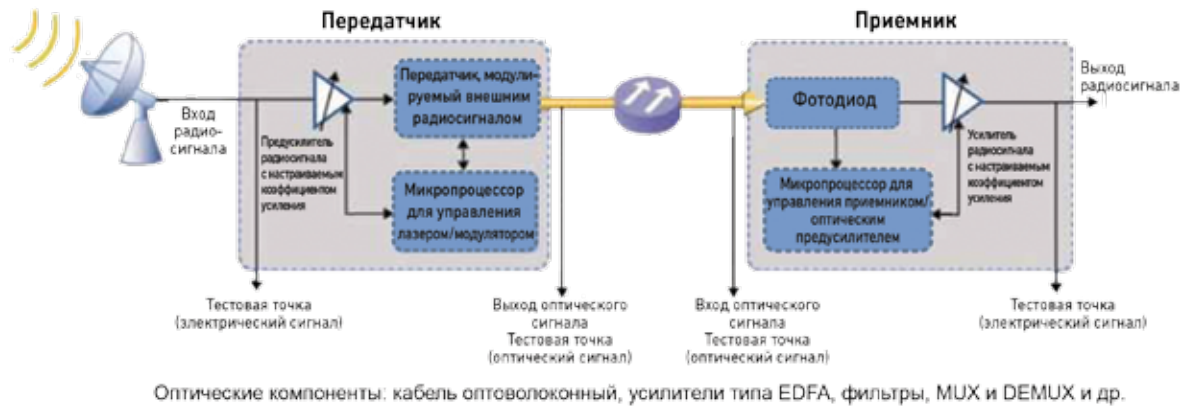 Передатчик
Приемник
Вход
радио-
сигнала
Предусилитель
радиосигнала
с настраиваемым
коэффициентом
усиления
Передатчик, модули-
руемый внешним
радиосигналом
Микропроцессор
для управления
лазером/модулятором
Фотодиод
Микропроцессор для
управления приемником/
оптическим
предусилителем
Усилитель
радиосигнала
с настраиваемым
коэффициентом
усиления
Выход
радиосигнала
Тестовая точка
(электрический сигнал)
Выход оптического
сигнала
Тестовая точка
(оптический сигнал)
Вход оптического
сигнала
Тестовая точка
(оптический сигнал)
Тестовая точка
(электрический сигнал)
Оптические компоненты: кабель оптоволоконный, усилители типа EDFA, фильтры, MUX и DEMUX и др.